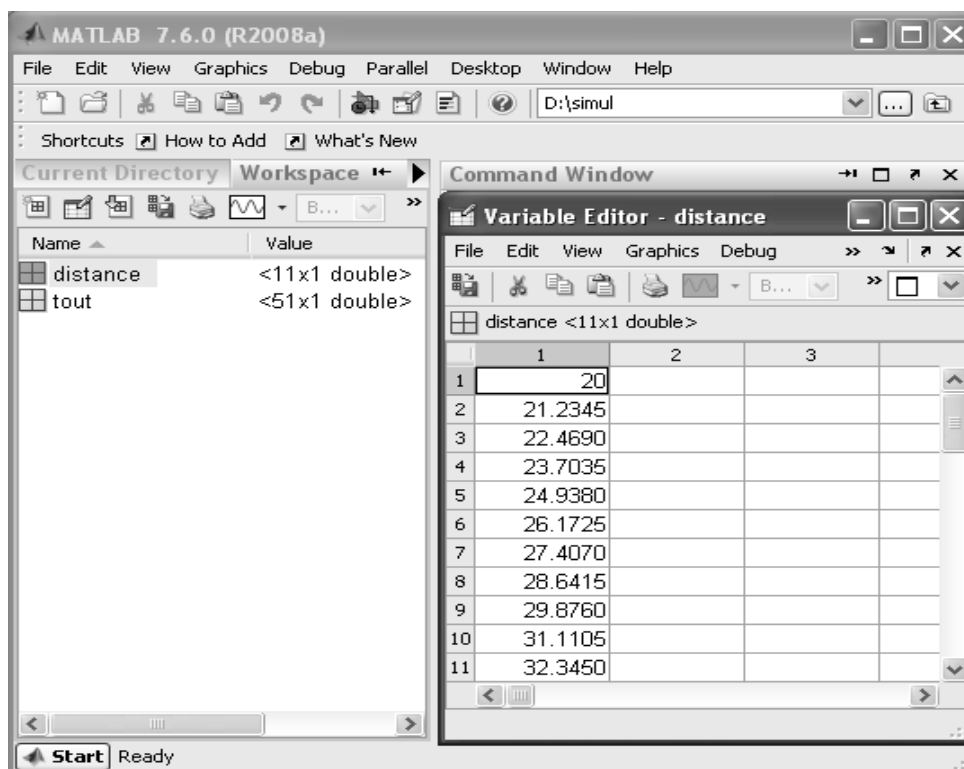 MATLAB 7.6.0 (R2008a)
File Edit View Graphics Debug Parallel Desktop Window Help
D:\simul
Shortcuts How to Add What's New
Current Directory Workspace
B...
Name Value
distance <11x1 double>
tout <51x1 double>
Command Window
Variable Editor - distance
File Edit View Graphics Debug
B...
distance <11x1 double>
1 2 3
1 20
2 21.2345
3 22.4690
4 23.7035
5 24.9380
6 26.1725
7 27.4070
8 28.6415
9 29.8760
10 31.1105
11 32.3450
Start Ready